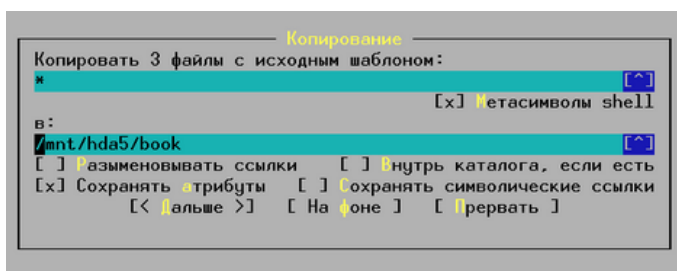 Копирование
Копировать 3 файлы с исходным шаблоном:
* [^]
[x] Метасимволы shell
в:
/mnt/hda5/book [^]
[ ] Разыменовывать ссылки [ ] Внутрь каталога, если есть
[x] Сохранять атрибуты [ ] Сохранять символические ссылки
[< Дальше >] [ На фоне ] [ Прервать ]